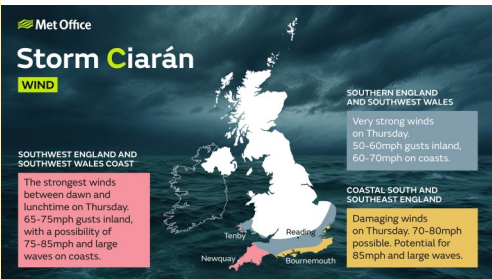 Met Office
Storm Ciarán
WIND
SOUTHERN ENGLAND
AND SOUTHWEST WALES
Very strong winds
on Thursday.
50-60mph gusts inland,
60-70mph on coasts.
SOUTHWEST ENGLAND AND
SOUTHWEST WALES COAST
The strongest winds
between dawn and
lunchtime on Thursday.
65-75mph gusts inland,
with a possibility of
75-85mph and large
waves on coasts.
COASTAL SOUTH AND
SOUTHEAST ENGLAND
Damaging winds
on Thursday. 70-80mph
possible. Potential for
85mph and large waves.
Tenby
Reading
Newquay
Bournemouth